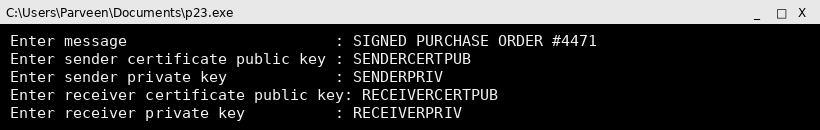 C:\Users\Parveen\Documents\p23.exe
Enter message                       : SIGNED PURCHASE ORDER #4471
Enter sender certificate public key : SENDERCERTPUB
Enter sender private key            : SENDERPRIV
Enter receiver certificate public key: RECEIVERCERTPUB
Enter receiver private key          : RECEIVERPRIV